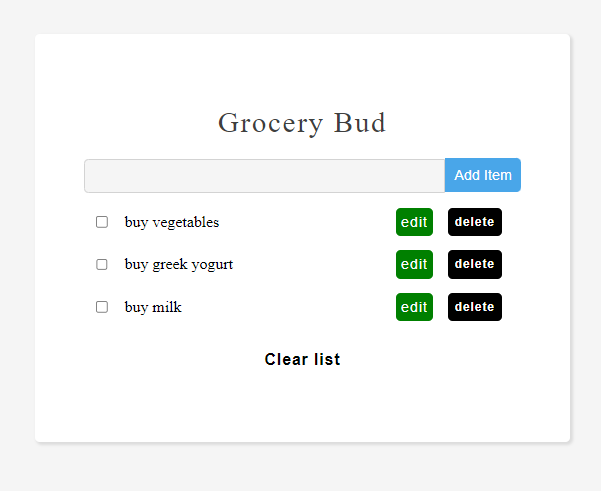 Grocery Bud
Add Item
buy vegetables edit delete
buy greek yogurt edit delete
buy milk edit delete
Clear list